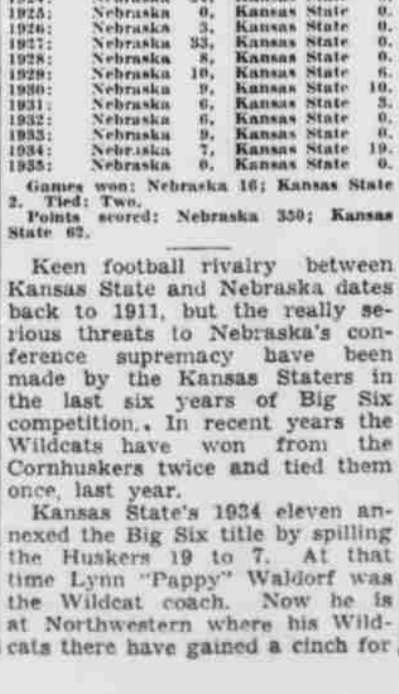 1925: Nebraska 0, Kansas State 0.
1926: Nebraska 3, Kansas State 0.
1927: Nebraska 33, Kansas State 0.
1928: Nebraska 8, Kansas State 0.
1929: Nebraska 10, Kansas State 6.
1930: Nebraska 9, Kansas State 10.
1931: Nebraska 6, Kansas State 3.
1932: Nebraska 6, Kansas State 0.
1933: Nebraska 9, Kansas State 0.
1934: Nebraska 7, Kansas State 19.
1935: Nebraska 0, Kansas State 0.
Games won: Nebraska 16; Kansas State
2. Tied: Two.
Points scored: Nebraska 350; Kansas
State 62.
Keen football rivalry between
Kansas State and Nebraska dates
back to 1911, but the really se-
rious threats to Nebraska's con-
ference supremacy have been
made by the Kansas Staters in
the last six years of Big Six
competition.. In recent years the
Wildcats have won from the
Cornhuskers twice and tied them
once, last year.
Kansas State's 1934 eleven an-
nexed the Big Six title by spilling
the Huskers 19 to 7. At that
time Lynn "Pappy" Waldorf was
the Wildcat coach. Now he is
at Northwestern where his Wild-
cats there have gained a cinch for